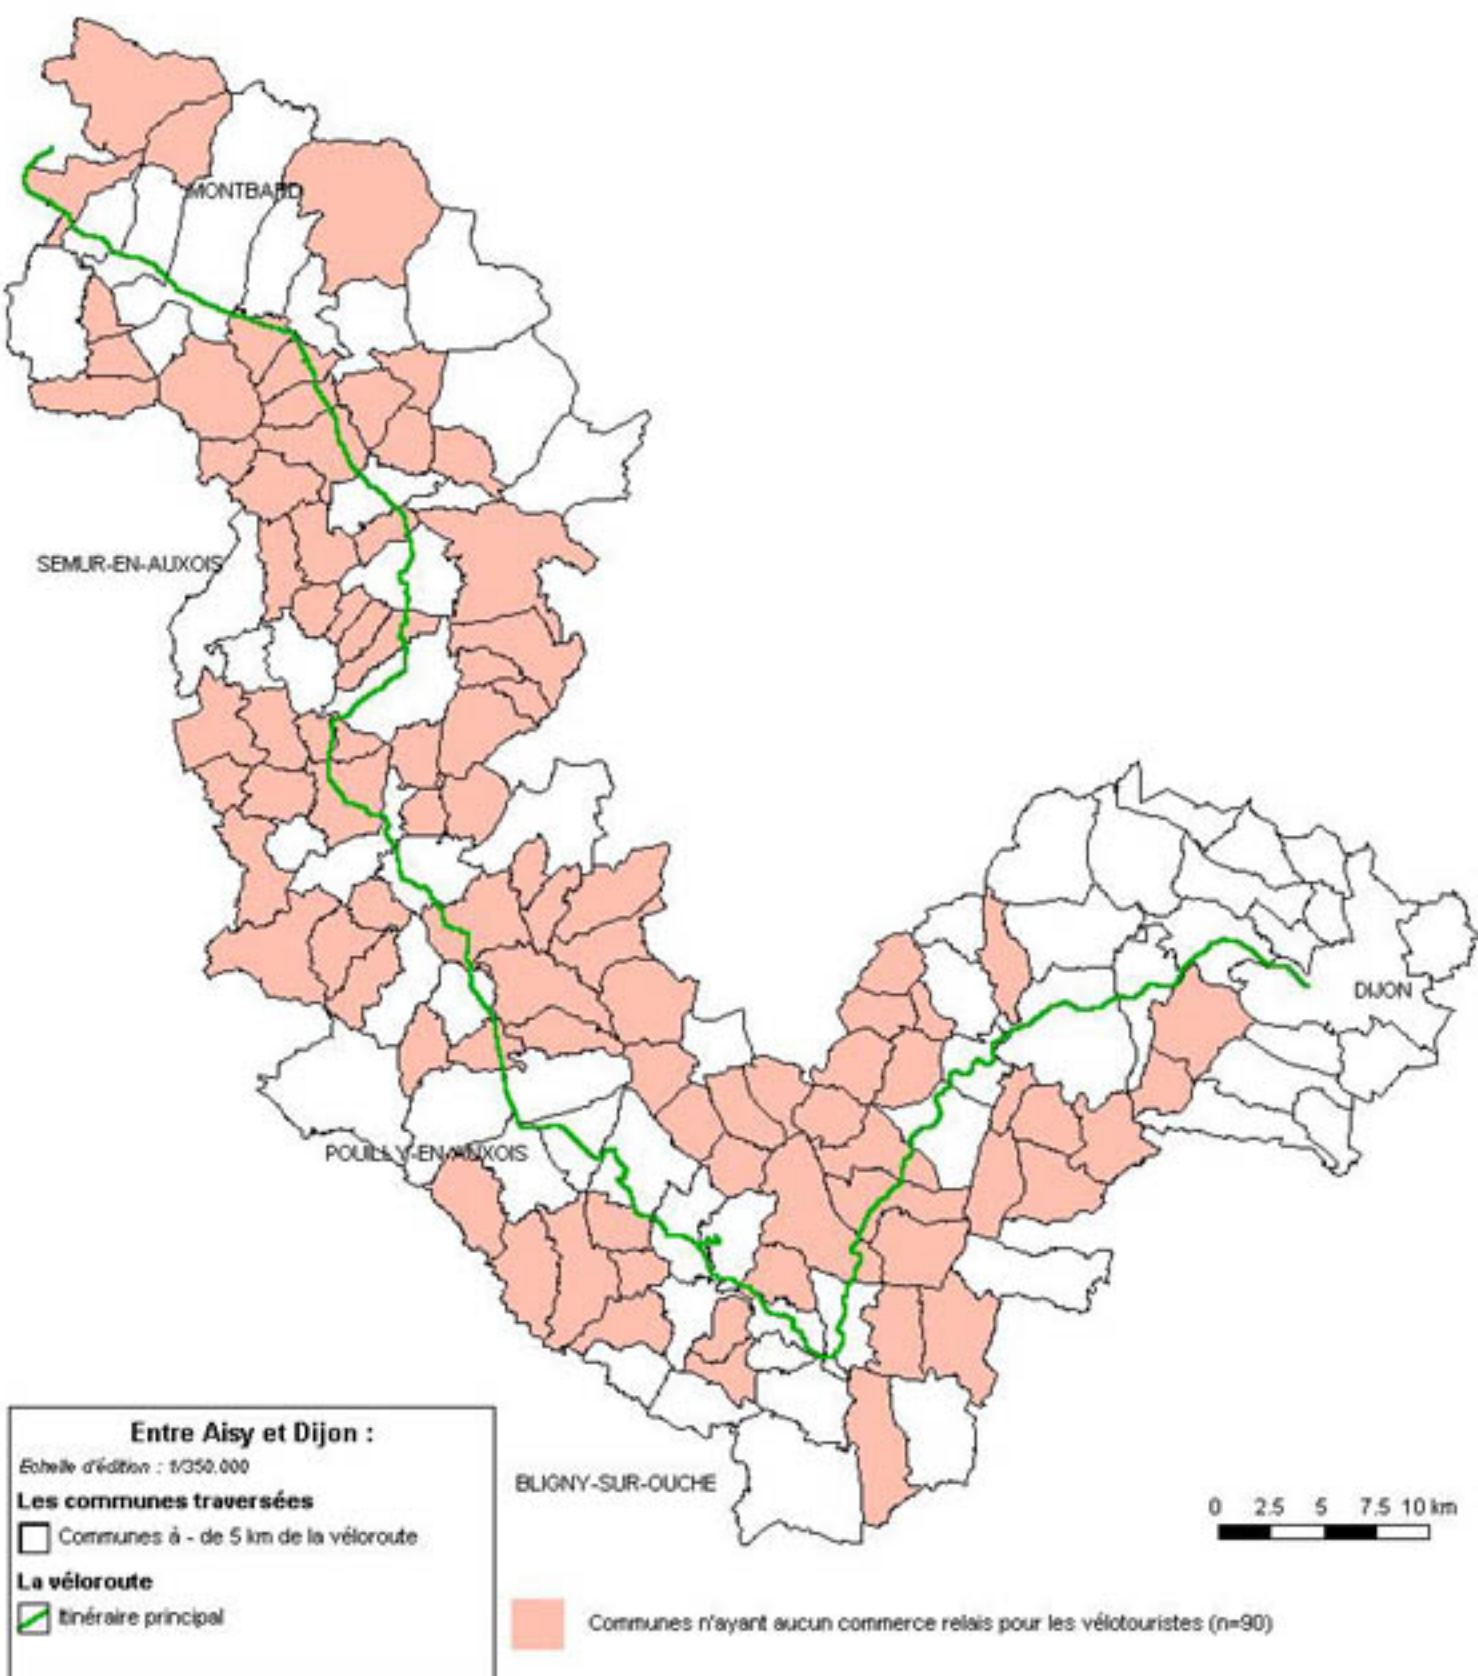 MONTBARD
SEMUR-EN-AUXOIS
DIJON
POUILLY-EN-AUXOIS
BLIGNY-SUR-OUCHE
0 2.5 5 7.5 10 km
Entre Aisy et Dijon :
Echelle d'édition : 1/350.000
Les communes traversées
Communes à - de 5 km de la véloroute
La véloroute
Itinéraire principal
Communes n'ayant aucun commerce relais pour les vélotouristes (n=90)